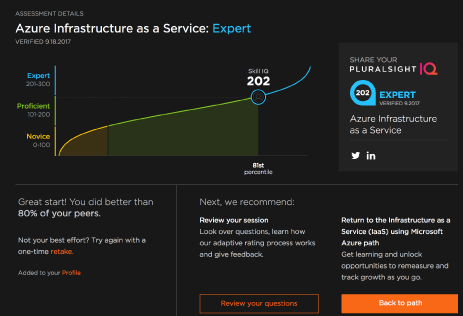 ASSESSMENT DETAILS
Azure Infrastructure as a Service: Expert
VERIFIED 9.18.2017
Expert
201-300
Proficient
101-200
Novice
0-100
Skill IQ
202
81st
percentile
SHARE YOUR
PLURALSIGHT IQ
202 EXPERT
VERIFIED 9.2017
Azure Infrastructure
as a Service
Great start! You did better than
80% of your peers.
Not your best effort? Try again with a
one-time retake.
Added to your Profile
Next, we recommend:
Review your session
Look over questions, learn how
our adaptive rating process works
and give feedback.
Review your questions
Return to the Infrastructure as a
Service (IaaS) using Microsoft
Azure path
Get learning and unlock
opportunities to remeasure and
track growth as you go.
Back to path